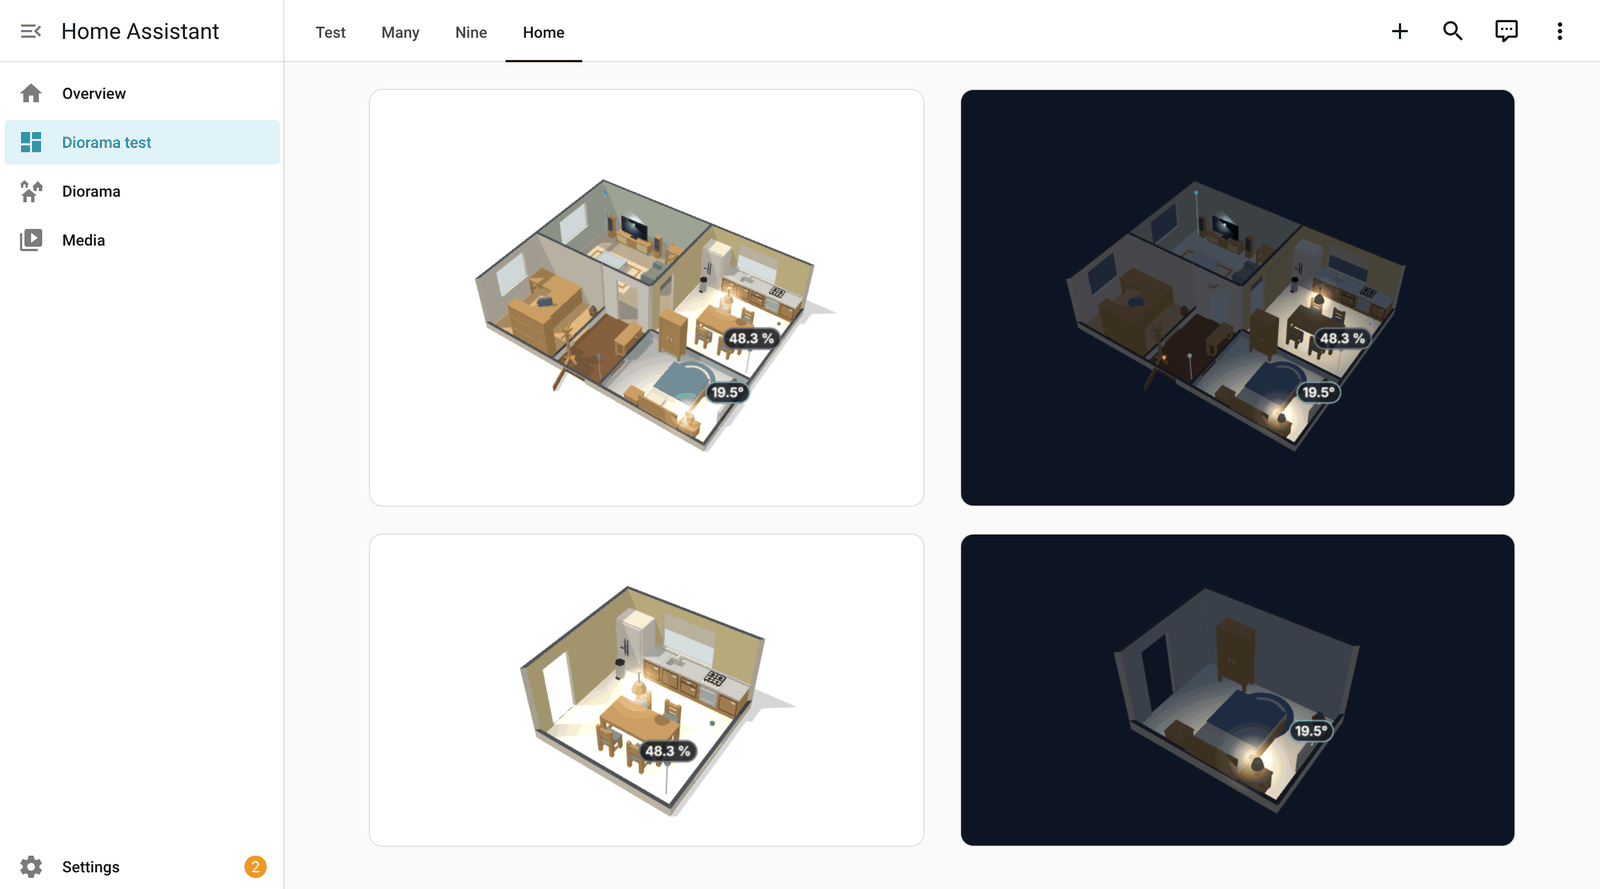 Home Assistant
Test
Many
Nine
Home
Overview
Diorama test
Diorama
Media
48.3 %
19.5°
48.3 %
19.5°
48.3 %
19.5°
Settings
2